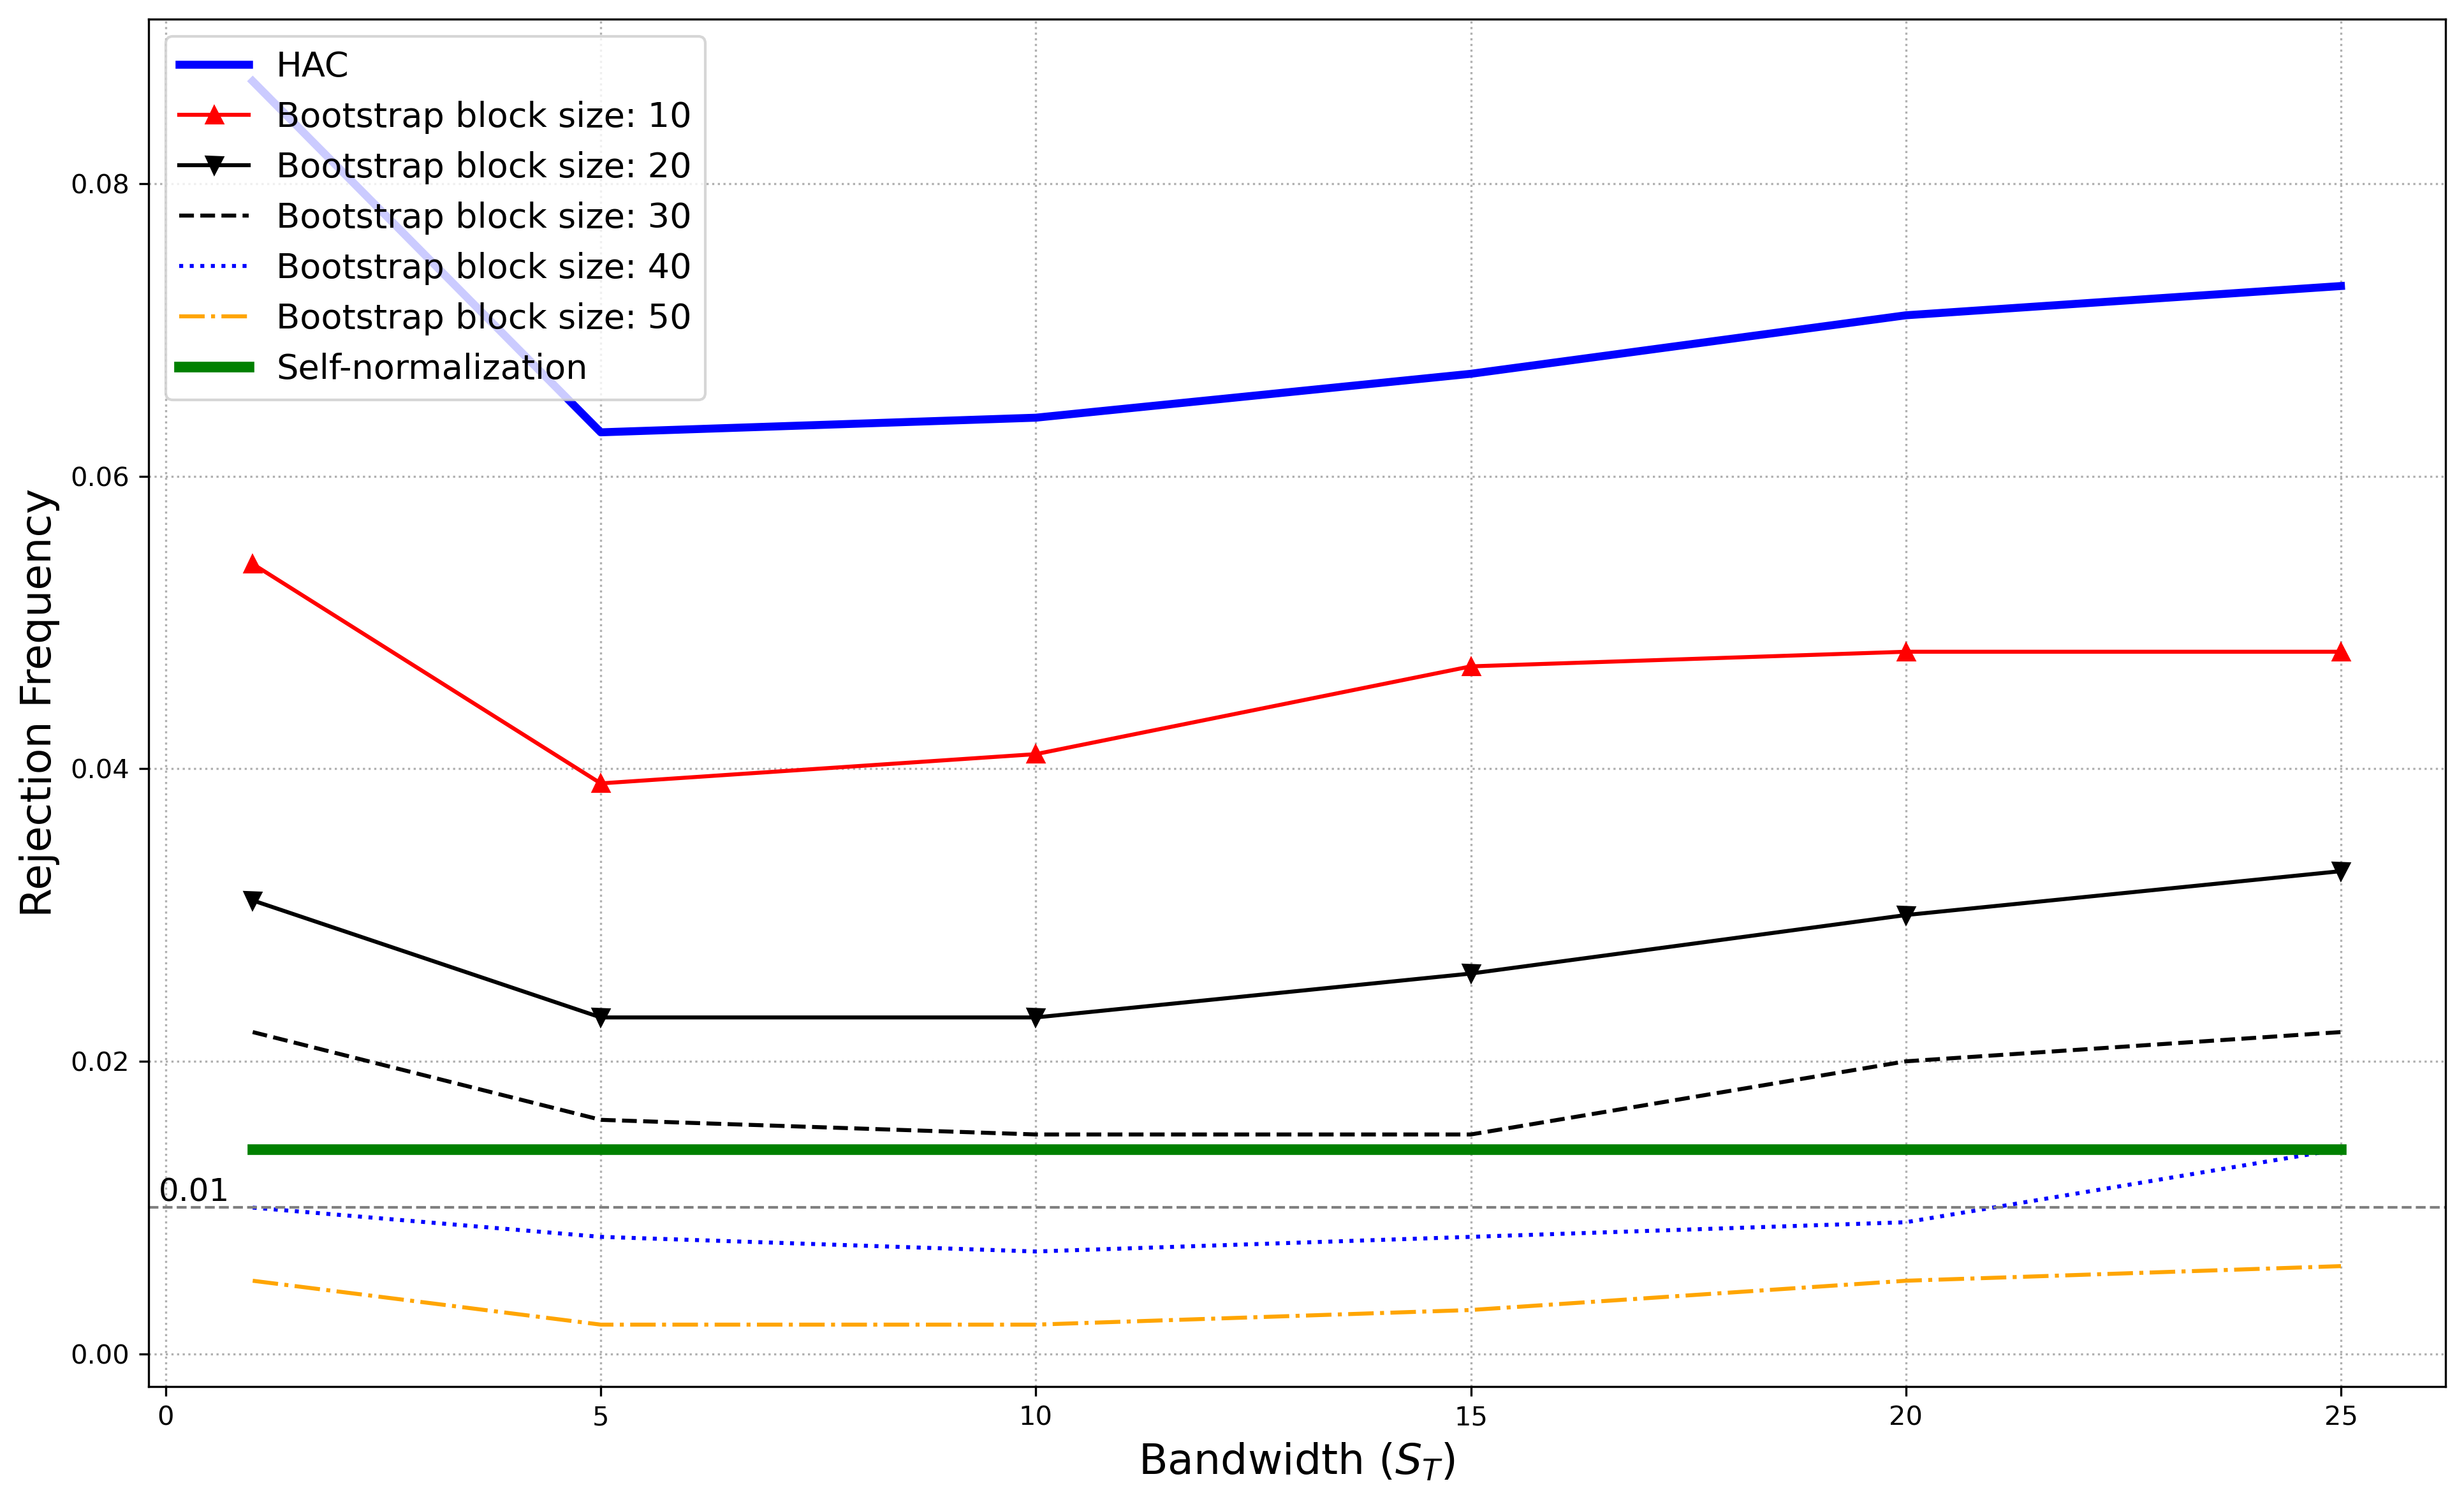 HAC
Bootstrap block size: 10
Bootstrap block size: 20
Bootstrap block size: 30
Bootstrap block size: 40
Bootstrap block size: 50
Self-normalization
Rejection Frequency
0.08
0.06
0.04
0.02
0.01
0.00
0 5 10 15 20 25
Bandwidth (S_T)